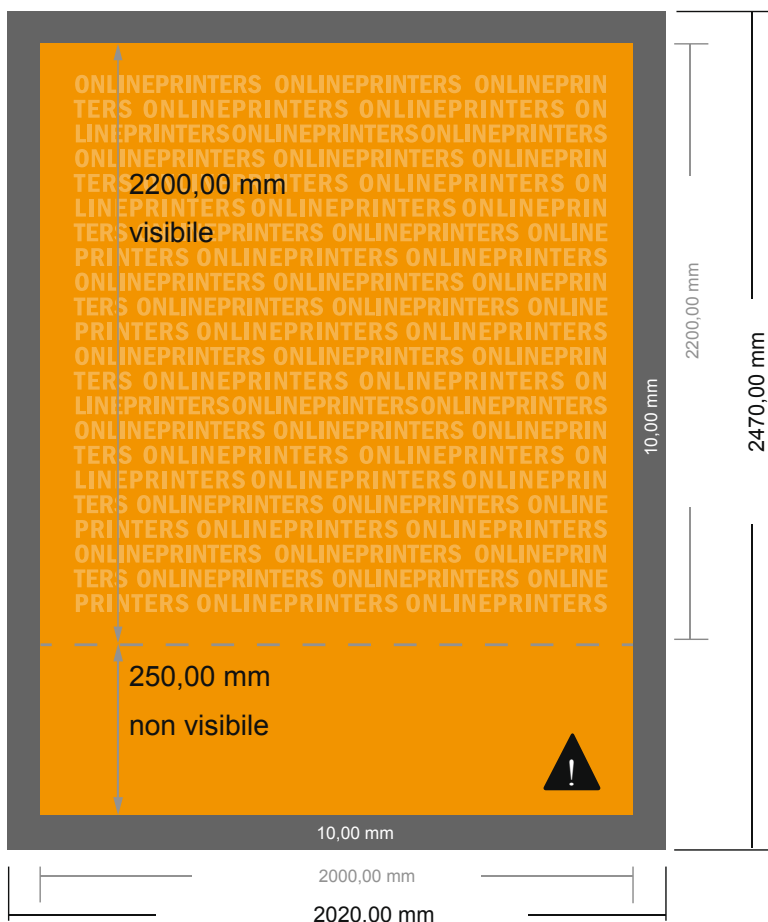 ONLINEPRINTERS ONLINEPRINTERS ONLINEPRIN
TERS ONLINEPRINTERS ONLINEPRINTERS ON
LINEPRINTERSONLINEPRINTERSONLINEPRINTERS
ONLINEPRINTERS ONLINEPRINTERS ONLINEPRIN
TERS ONLINEPRINTERS ONLINEPRINTERS ON
2200,00 mm
LINEPRINTERS ONLINEPRINTERS ONLINEPRIN
TERS ONLINEPRINTERS ONLINEPRINTERS ONLINE
visibile
PRINTERS ONLINEPRINTERS ONLINEPRINTERS
ONLINEPRINTERS ONLINEPRINTERS ONLINEPRIN
TERS ONLINEPRINTERS ONLINEPRINTERS ONLINE
PRINTERS ONLINEPRINTERS ONLINEPRINTERS
ONLINEPRINTERS ONLINEPRINTERS ONLINEPRIN
TERS ONLINEPRINTERS ONLINEPRINTERS ON
LINEPRINTERSONLINEPRINTERSONLINEPRINTERS
ONLINEPRINTERS ONLINEPRINTERS ONLINEPRIN
TERS ONLINEPRINTERS ONLINEPRINTERS ON
LINEPRINTERS ONLINEPRINTERS ONLINEPRIN
TERS ONLINEPRINTERS ONLINEPRINTERS ONLINE
PRINTERS ONLINEPRINTERS ONLINEPRINTERS
ONLINEPRINTERS ONLINEPRINTERS ONLINEPRIN
TERS ONLINEPRINTERS ONLINEPRINTERS ONLINE
PRINTERS ONLINEPRINTERS ONLINEPRINTERS
250,00 mm
non visibile
!
10,00 mm
2200,00 mm
2470,00 mm
10,00 mm
2000,00 mm
2020,00 mm